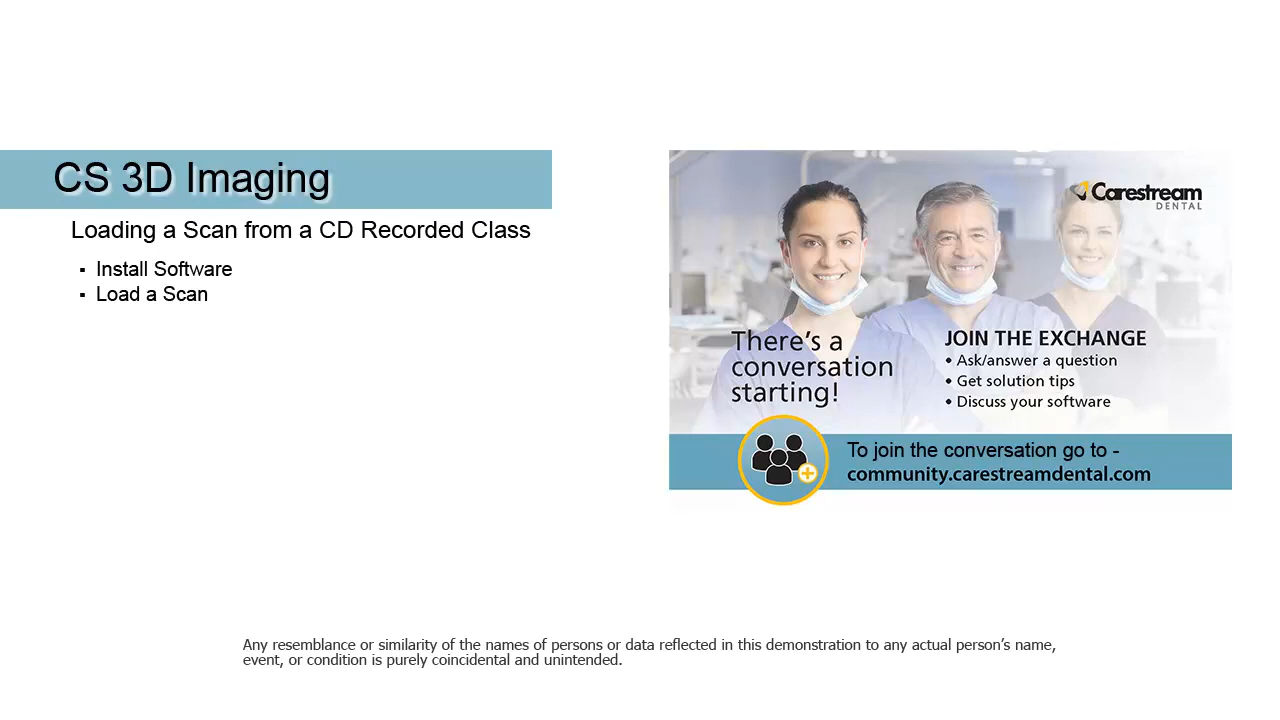 CS 3D Imaging
Loading a Scan from a CD Recorded Class
▪ Install Software
▪ Load a Scan
Carestream
DENTAL
There's a
conversation
starting!
JOIN THE EXCHANGE
• Ask/answer a question
• Get solution tips
• Discuss your software
To join the conversation go to -
community.carestreamdental.com
Any resemblance or similarity of the names of persons or data reflected in this demonstration to any actual person's name,
event, or condition is purely coincidental and unintended.